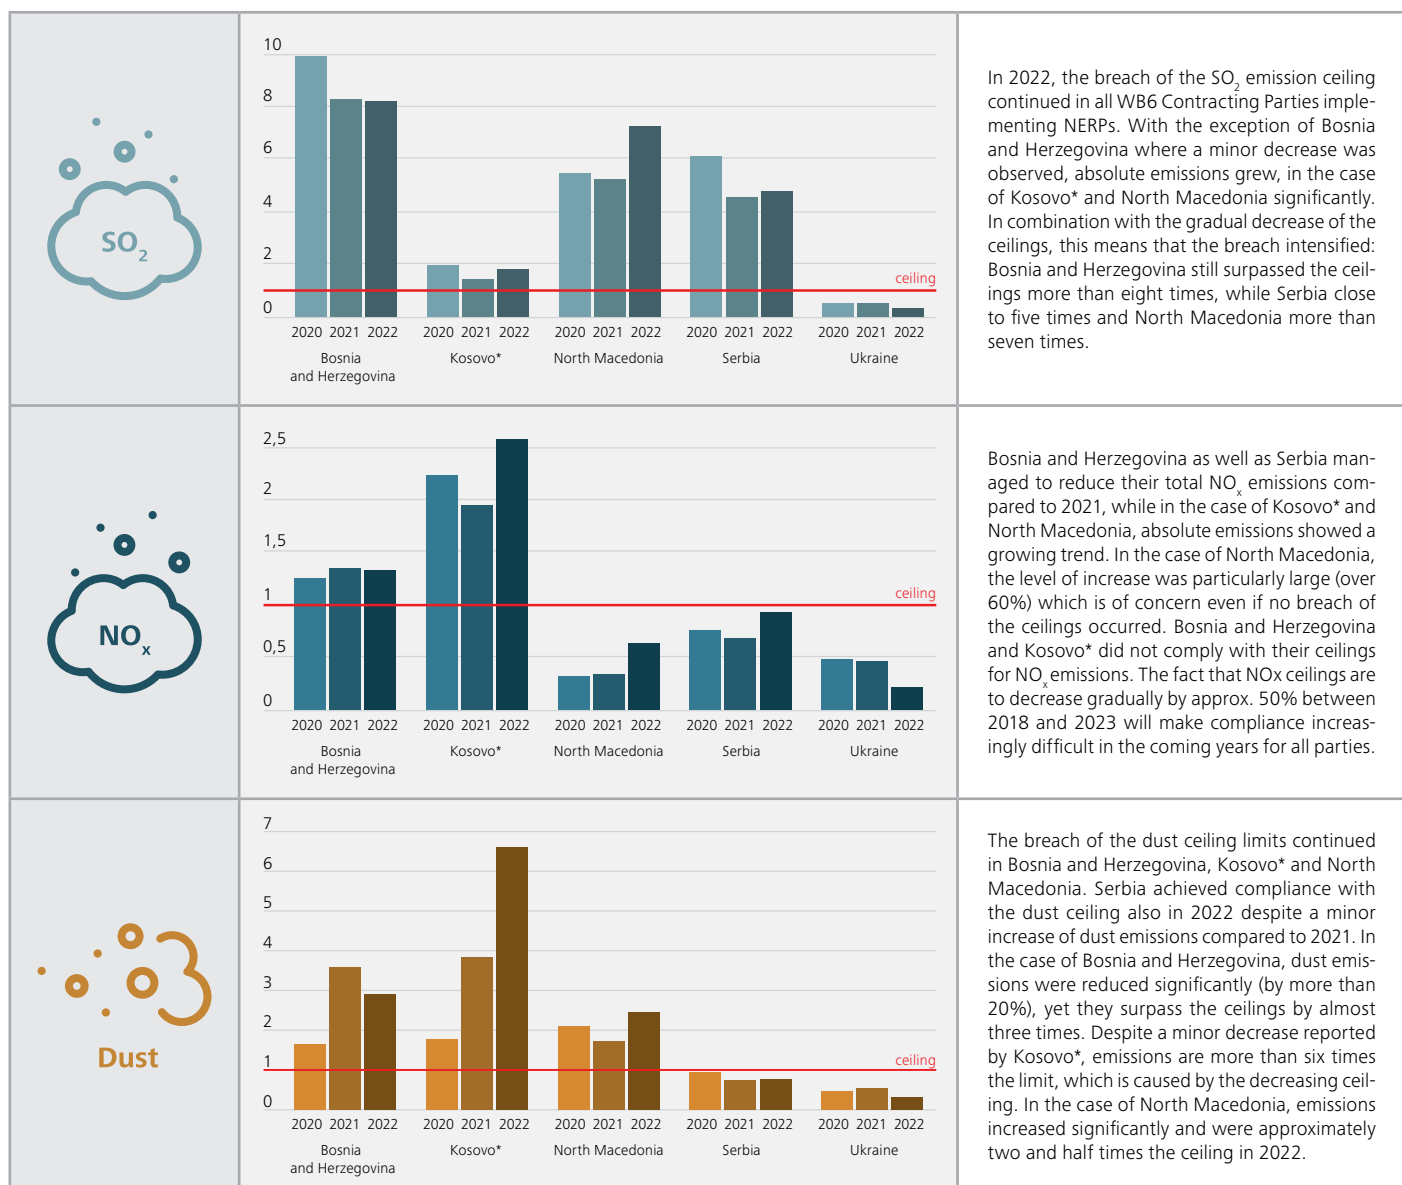 SO2
10
8
6
4
2
0
ceiling
2020 2021 2022 2020 2021 2022 2020 2021 2022 2020 2021 2022 2020 2021 2022
Bosnia
and Herzegovina
Kosovo*
North Macedonia
Serbia
Ukraine
In 2022, the breach of the SO2 emission ceiling
continued in all WB6 Contracting Parties imple-
menting NERPs. With the exception of Bosnia
and Herzegovina where a minor decrease was
observed, absolute emissions grew, in the case
of Kosovo* and North Macedonia significantly.
In combination with the gradual decrease of the
ceilings, this means that the breach intensified:
Bosnia and Herzegovina still surpassed the ceil-
ings more than eight times, while Serbia close
to five times and North Macedonia more than
seven times.
NOx
2,5
2
1,5
1
0,5
0
ceiling
2020 2021 2022 2020 2021 2022 2020 2021 2022 2020 2021 2022 2020 2021 2022
Bosnia
and Herzegovina
Kosovo*
North Macedonia
Serbia
Ukraine
Bosnia and Herzegovina as well as Serbia man-
aged to reduce their total NOx emissions com-
pared to 2021, while in the case of Kosovo* and
North Macedonia, absolute emissions showed a
growing trend. In the case of North Macedonia,
the level of increase was particularly large (over
60%) which is of concern even if no breach of
the ceilings occurred. Bosnia and Herzegovina
and Kosovo* did not comply with their ceilings
for NOx emissions. The fact that NOx ceilings are
to decrease gradually by approx. 50% between
2018 and 2023 will make compliance increas-
ingly difficult in the coming years for all parties.
Dust
7
6
5
4
3
2
1
0
ceiling
2020 2021 2022 2020 2021 2022 2020 2021 2022 2020 2021 2022 2020 2021 2022
Bosnia
and Herzegovina
Kosovo*
North Macedonia
Serbia
Ukraine
The breach of the dust ceiling limits continued
in Bosnia and Herzegovina, Kosovo* and North
Macedonia. Serbia achieved compliance with
the dust ceiling also in 2022 despite a minor
increase of dust emissions compared to 2021. In
the case of Bosnia and Herzegovina, dust emis-
sions were reduced significantly (by more than
20%), yet they surpass the ceilings by almost
three times. Despite a minor decrease reported
by Kosovo*, emissions are more than six times
the limit, which is caused by the decreasing ceil-
ing. In the case of North Macedonia, emissions
increased significantly and were approximately
two and half times the ceiling in 2022.